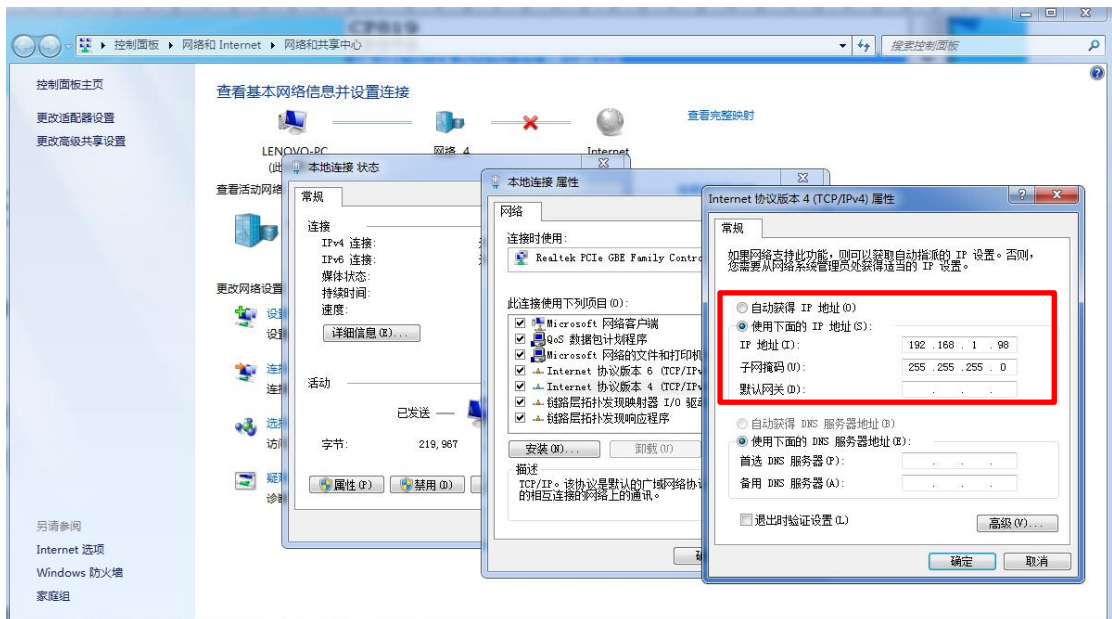 CP019
控制面板 ▸ 网络和 Internet ▸ 网络和共享中心
搜索控制面板
控制面板主页
更改适配器设置
更改高级共享设置
另请参阅
Internet 选项
Windows 防火墙
家庭组
查看基本网络信息并设置连接
查看完整映射
LENOVO-PC
网络 4
Internet
查看活动网络
更改网络设置
本地连接 状态
常规
连接
IPv4 连接:
IPv6 连接:
媒体状态:
持续时间:
速度:
详细信息(E)...
活动
已发送
字节:
219,967
属性(P)
禁用(D)
本地连接 属性
网络
连接时使用:
Realtek PCIe GBE Family Contro
此连接使用下列项目(O):
Microsoft 网络客户端
QoS 数据包计划程序
Microsoft 网络的文件和打印机
Internet 协议版本 6 (TCP/IPv
Internet 协议版本 4 (TCP/IPv
链路层拓扑发现映射器 I/O 驱动
链路层拓扑发现响应程序
安装(N)...
卸载(U)
描述
TCP/IP。该协议是默认的广域网络协议
的相互连接的网络上的通讯。
Internet 协议版本 4 (TCP/IPv4) 属性
常规
如果网络支持此功能，则可以获取自动指派的 IP 设置。否则，
您需要从网络系统管理员处获得适当的 IP 设置。
自动获得 IP 地址(O)
使用下面的 IP 地址(S):
IP 地址(I): 192 .168 . 1 . 98
子网掩码(U): 255 .255 .255 . 0
默认网关(D):
自动获得 DNS 服务器地址(B)
使用下面的 DNS 服务器地址(E):
首选 DNS 服务器(P):
备用 DNS 服务器(A):
退出时验证设置(L)
高级(V)...
确定
取消